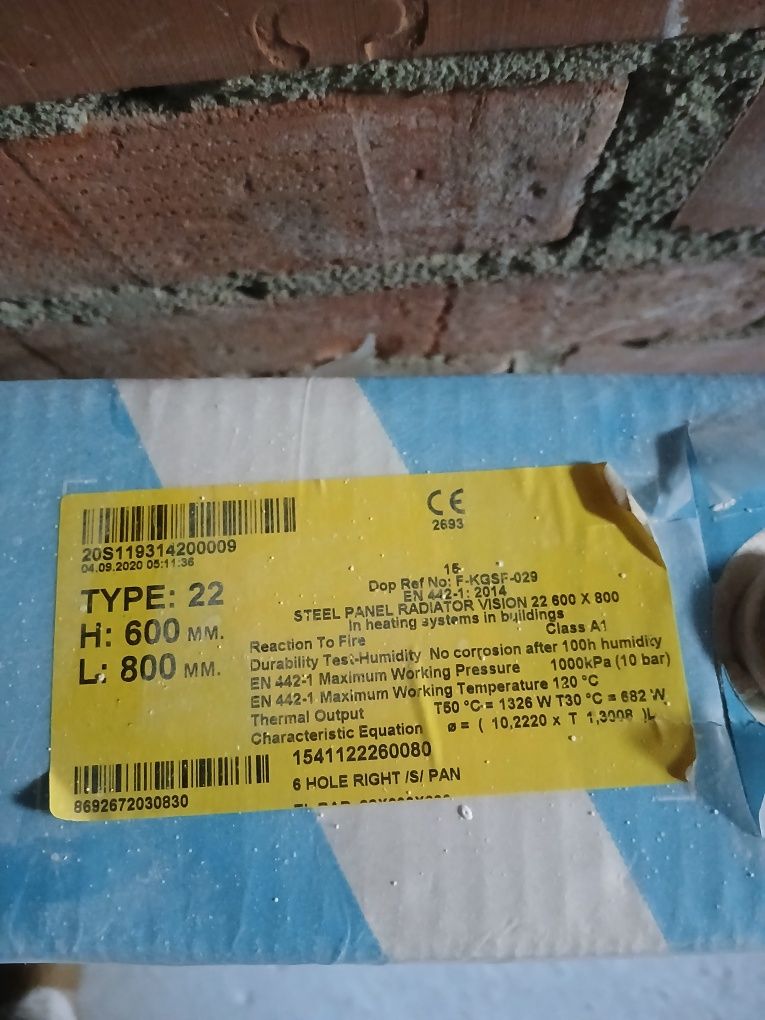 20S119314200009
04.09.2020 05:11:36
TYPE: 22
H: 600 MM.
L: 800 MM.
8692672030830
CE
2693
Dop Ref No: F-KGSF-029
EN 442-1: 2014
STEEL PANEL RADIATOR VISION 22 600 X 800
In heating systems in buildings
Reaction To Fire Class A1
Durability Test-Humidity No corrosion after 100h humidity
EN 442-1 Maximum Working Pressure 1000kPa (10 bar)
EN 442-1 Maximum Working Temperature 120 °C
Thermal Output T50 °C = 1326 W T30 °C = 682 W
Characteristic Equation ø = ( 10,2220 x T 1,3008 )L
1541122260080
6 HOLE RIGHT /S/ PAN